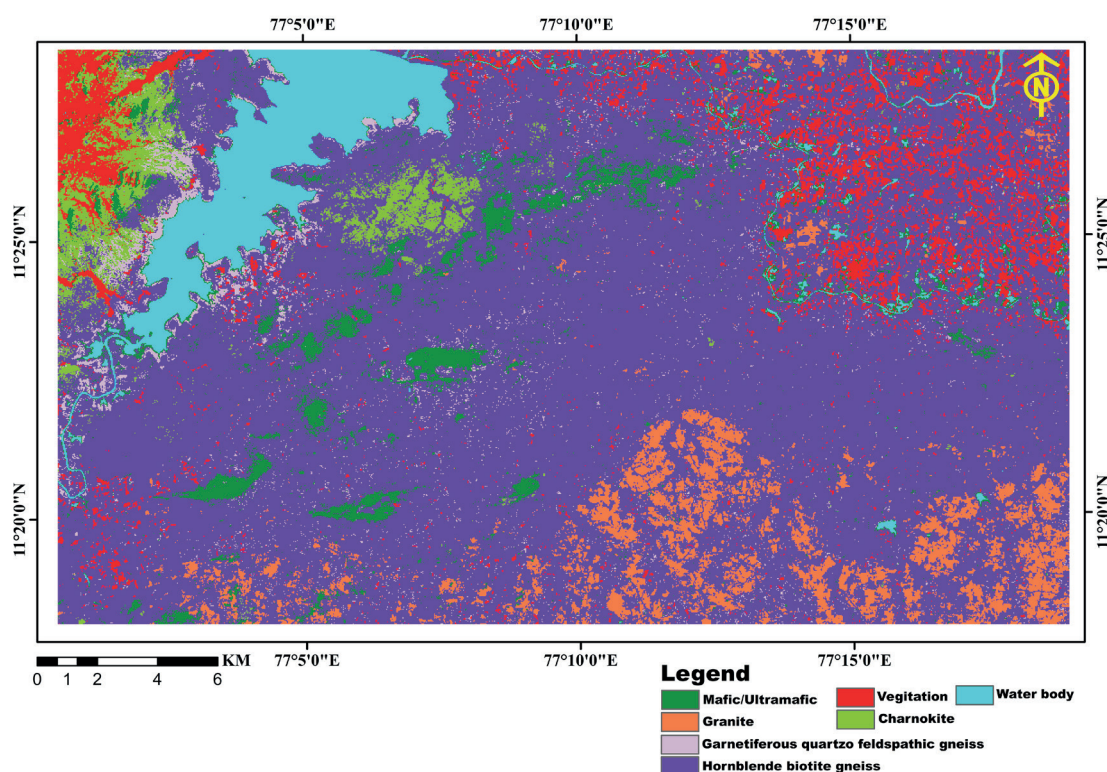 77°5'0"E 77°10'0"E 77°15'0"E
N
11°25'0"N 11°25'0"N
11°20'0"N 11°20'0"N
77°5'0"E 77°10'0"E 77°15'0"E
KM
0 1 2 4 6
Legend
Mafic/Ultramafic Vegitation Water body
Granite Charnokite
Garnetiferous quartzo feldspathic gneiss
Hornblende biotite gneiss